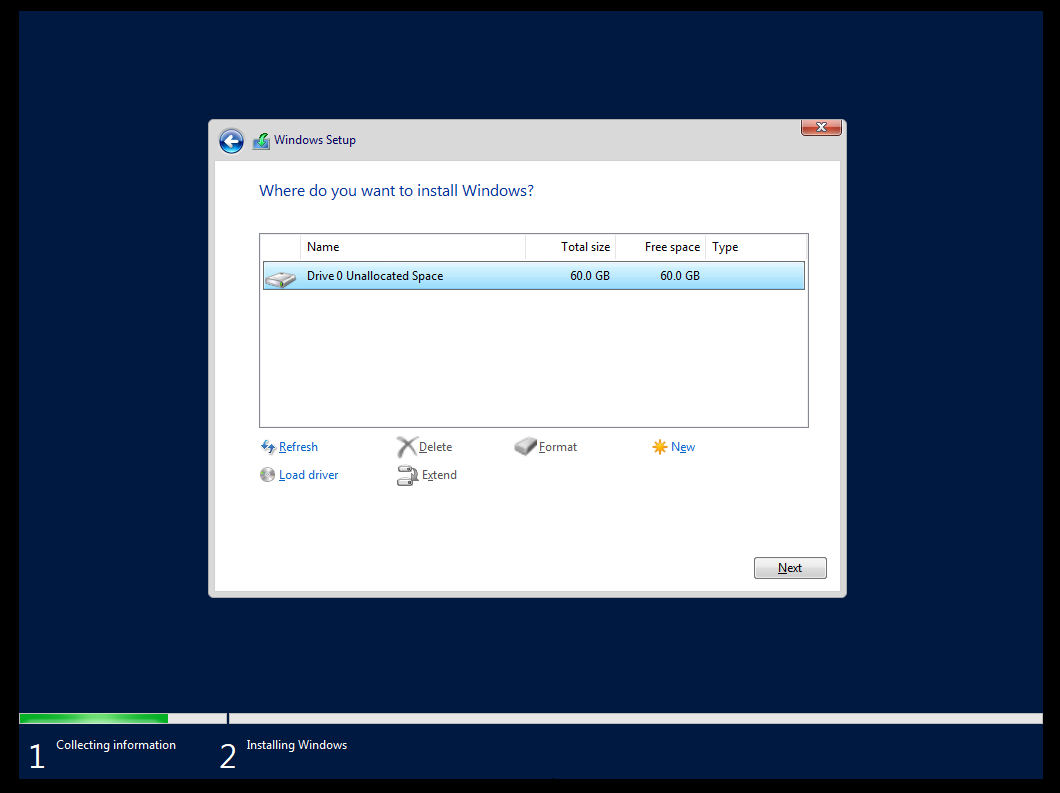 Windows Setup
Where do you want to install Windows?
Name Total size Free space Type
Drive 0 Unallocated Space 60.0 GB 60.0 GB
Refresh Delete Format New
Load driver Extend
Next
1 Collecting information 2 Installing Windows